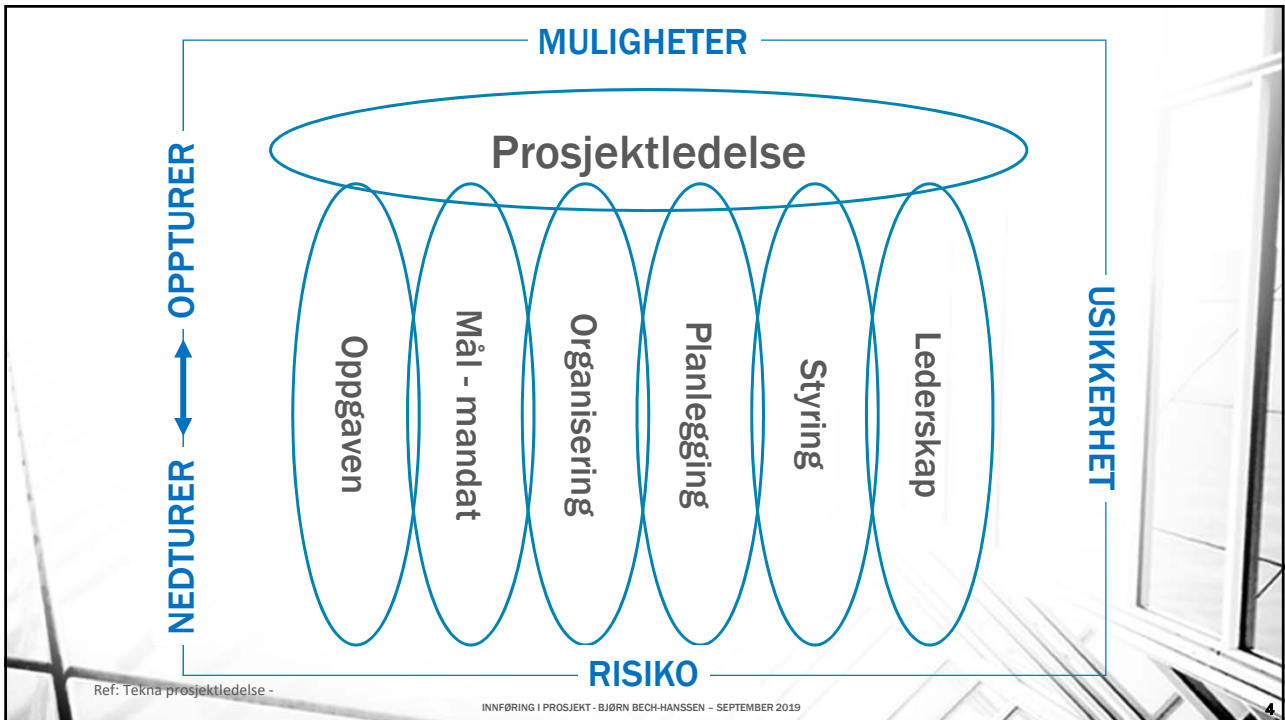 MULIGHETER
Prosjektledelse
OPPTURER
NEDTURER
Oppgaven
Mål - mandat
Organisering
Planlegging
Styring
Lederskap
USIKKERHET
RISIKO
Ref: Tekna prosjektledelse -
INNFØRING I PROSJEKT - BJØRN BECH-HANSSEN – SEPTEMBER 2019
4